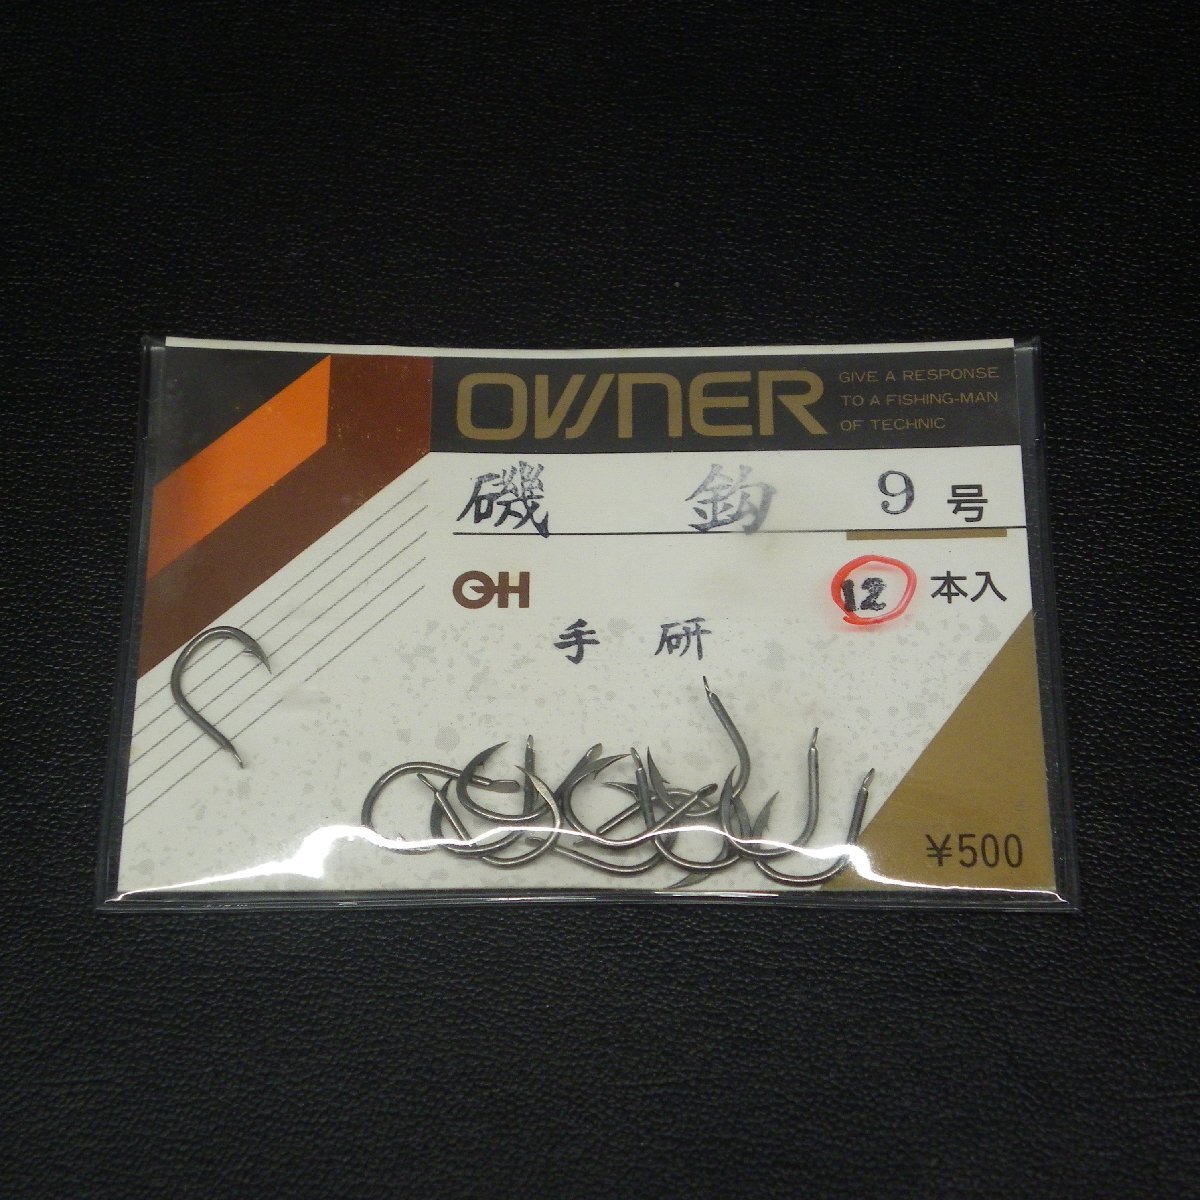 OWNER
GIVE A RESPONSE
TO A FISHING-MAN
OF TECHNIC
磯 鈎 9 号
OH 12 本入
手 研
¥500